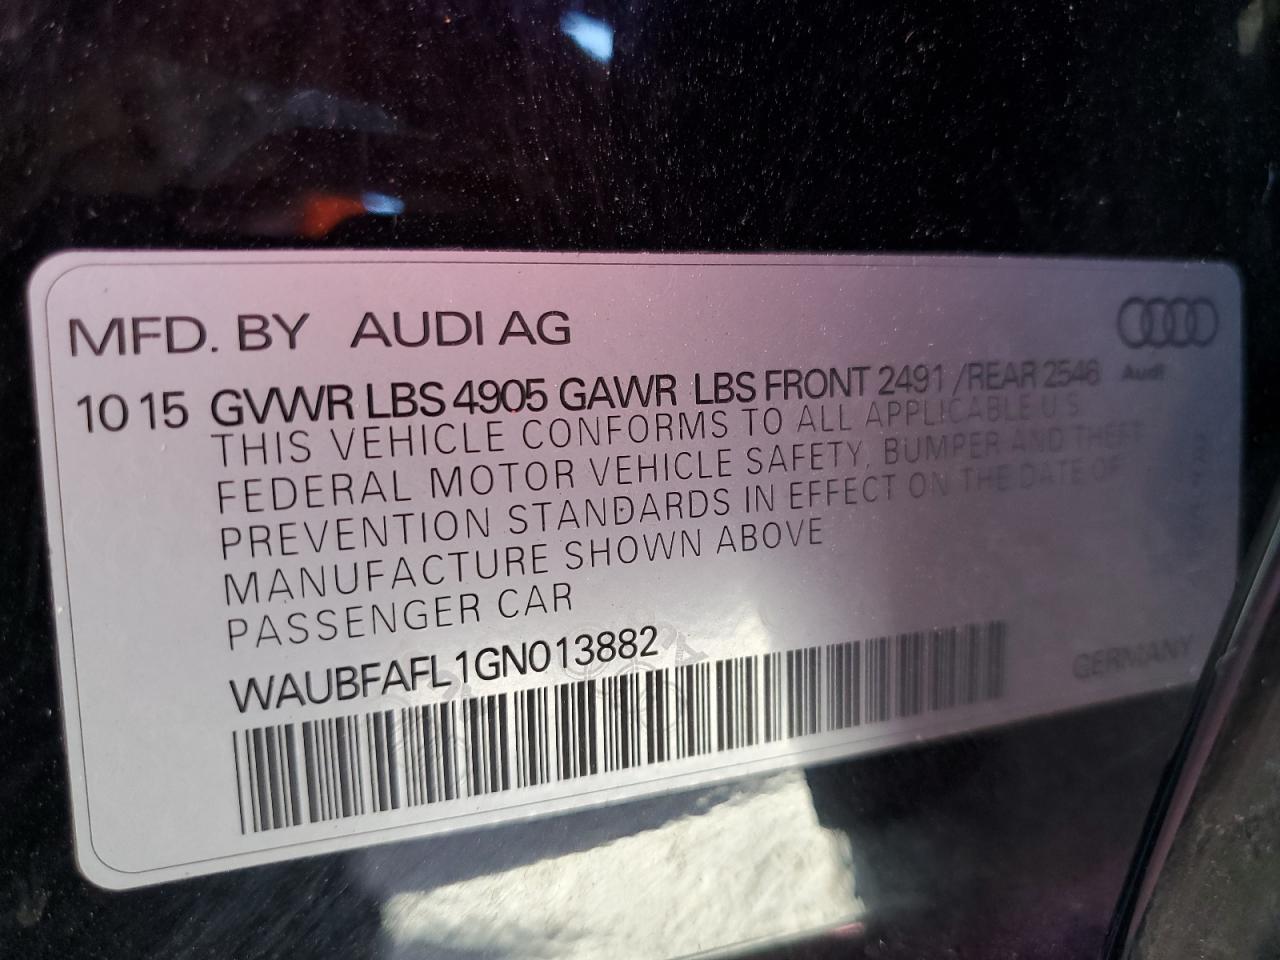 MFD. BY AUDI AG
Audi
10 15 GVWR LBS 4905 GAWR LBS FRONT 2491 /REAR 2546
THIS VEHICLE CONFORMS TO ALL APPLICABLE U S
FEDERAL MOTOR VEHICLE SAFETY, BUMPER AND THEFT
PREVENTION STANDARDS IN EFFECT ON THE DATE OF
MANUFACTURE SHOWN ABOVE
PASSENGER CAR
WAUBFAFL1GN013882
GERMANY